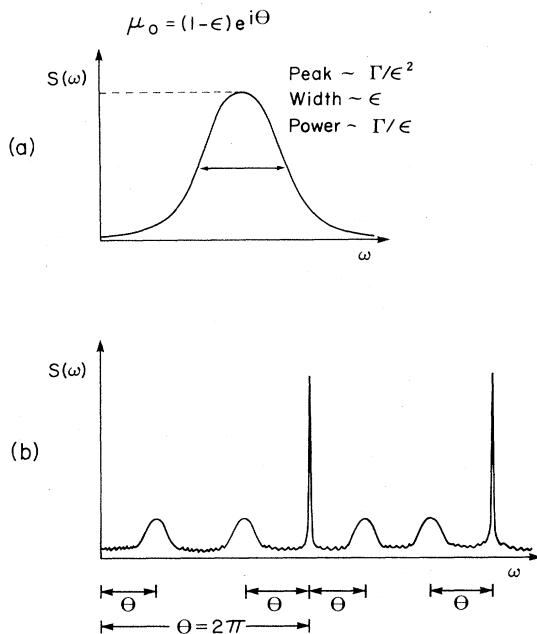 μ₀ = (1-ϵ) e^{iΘ}
S(ω)
Peak ~ Γ/ϵ²
Width ~ ϵ
Power ~ Γ/ϵ
(a)
ω
S(ω)
(b)
ω
Θ Θ Θ Θ
Θ = 2π